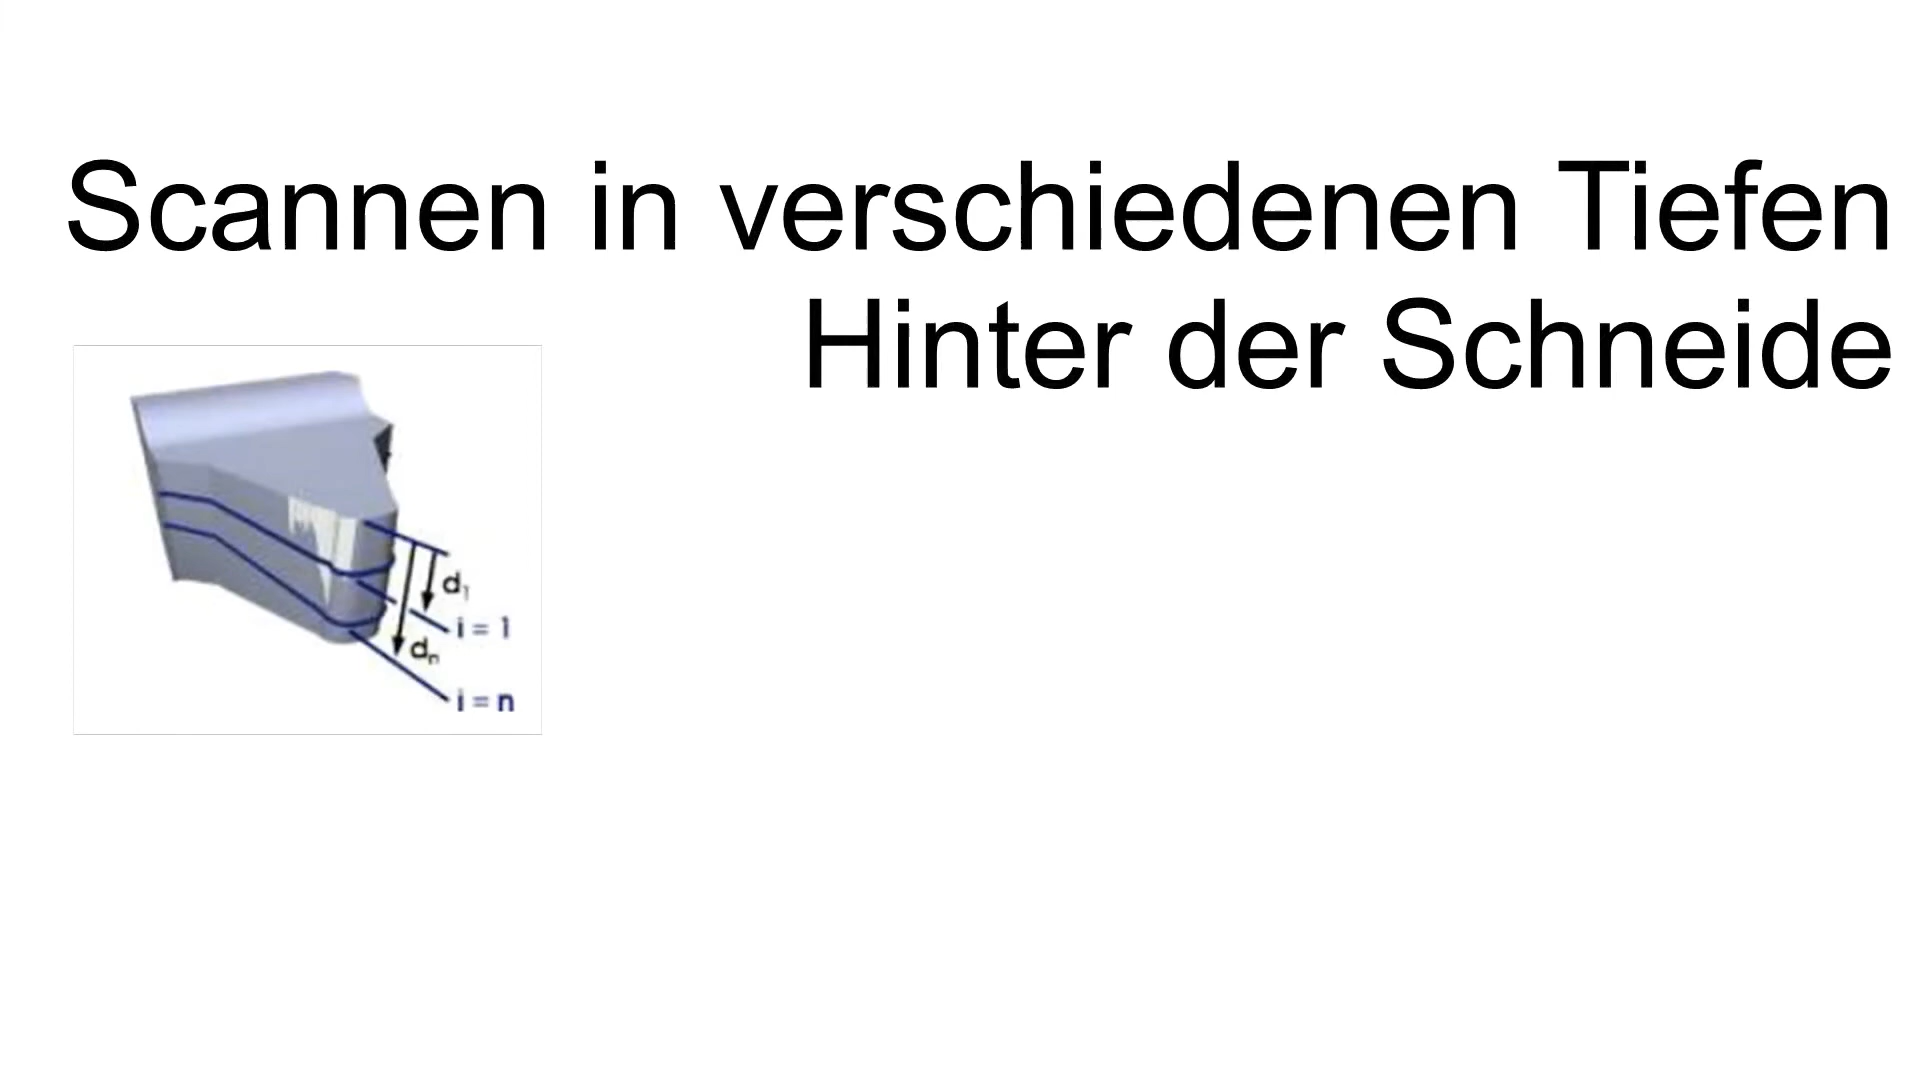 Scannen in verschiedenen Tiefen
Hinter der Schneide
d₁
i = 1
dₙ
i = n